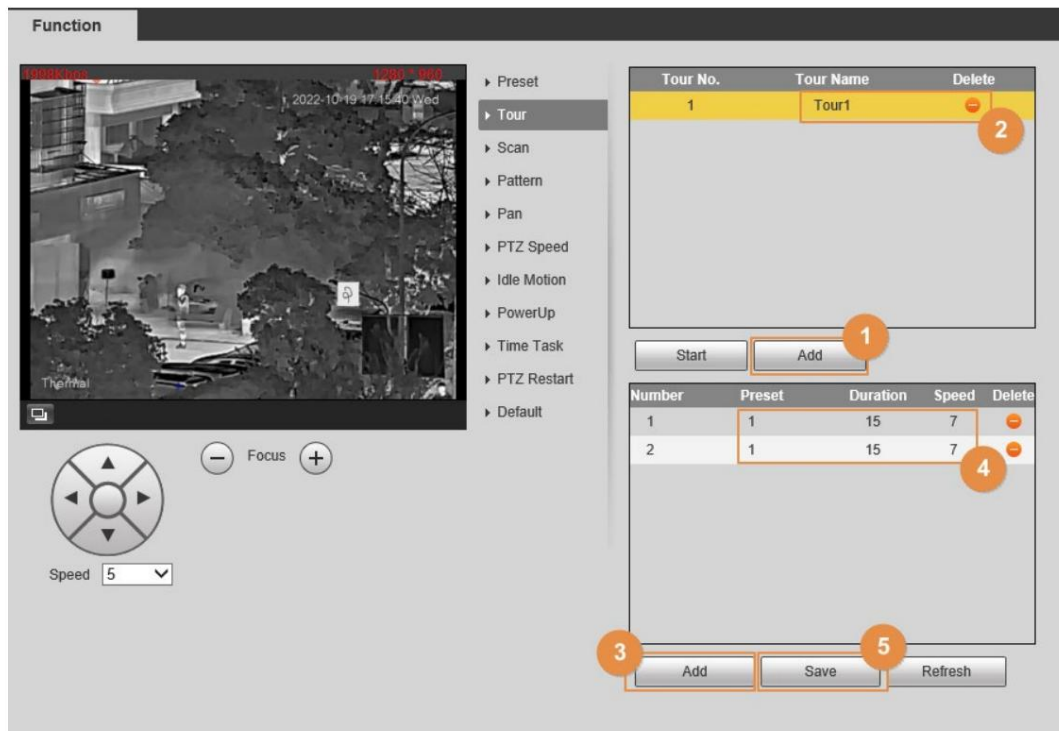 Function
1998Kbps
1280 * 960
2022-10-19 17:15:40 Wed
Thermal
Focus
Speed 5
Preset
Tour
Scan
Pattern
Pan
PTZ Speed
Idle Motion
PowerUp
Time Task
PTZ Restart
Default
Tour No. Tour Name Delete
1 Tour1
2
1
Start Add
Number Preset Duration Speed Delete
1 1 15 7
2 1 15 7
4
3 5
Add Save Refresh